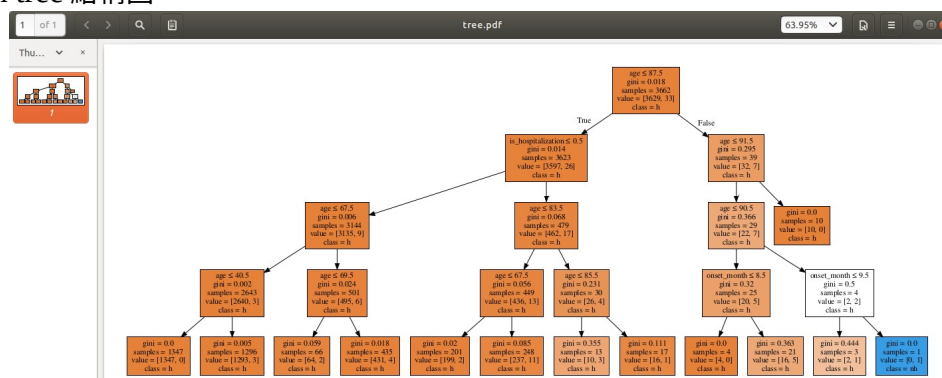 tree 結構圖
1 of 1
tree.pdf
63.95%
Thu...
1
age ≤ 87.5
gini = 0.018
samples = 3662
value = [3629, 33]
class = h
True
False
is_hospitalization ≤ 0.5
gini = 0.014
samples = 3623
value = [3597, 26]
class = h
age ≤ 91.5
gini = 0.295
samples = 39
value = [32, 7]
class = h
age ≤ 67.5
gini = 0.006
samples = 3144
value = [3135, 9]
class = h
age ≤ 83.5
gini = 0.068
samples = 479
value = [462, 17]
class = h
age ≤ 90.5
gini = 0.366
samples = 29
value = [22, 7]
class = h
gini = 0.0
samples = 10
value = [10, 0]
class = h
age ≤ 40.5
gini = 0.002
samples = 2643
value = [2640, 3]
class = h
age ≤ 69.5
gini = 0.024
samples = 501
value = [495, 6]
class = h
age ≤ 67.5
gini = 0.056
samples = 449
value = [436, 13]
class = h
age ≤ 85.5
gini = 0.231
samples = 30
value = [26, 4]
class = h
onset_month ≤ 8.5
gini = 0.32
samples = 25
value = [20, 5]
class = h
onset_month ≤ 9.5
gini = 0.5
samples = 4
value = [2, 2]
class = h
gini = 0.0
samples = 1347
value = [1347, 0]
class = h
gini = 0.005
samples = 1296
value = [1293, 3]
class = h
gini = 0.059
samples = 66
value = [64, 2]
class = h
gini = 0.018
samples = 435
value = [431, 4]
class = h
gini = 0.02
samples = 201
value = [199, 2]
class = h
gini = 0.085
samples = 248
value = [237, 11]
class = h
gini = 0.355
samples = 13
value = [10, 3]
class = h
gini = 0.111
samples = 17
value = [16, 1]
class = h
gini = 0.0
samples = 4
value = [4, 0]
class = h
gini = 0.363
samples = 21
value = [16, 5]
class = h
gini = 0.444
samples = 3
value = [2, 1]
class = h
gini = 0.0
samples = 1
value = [0, 1]
class = nh